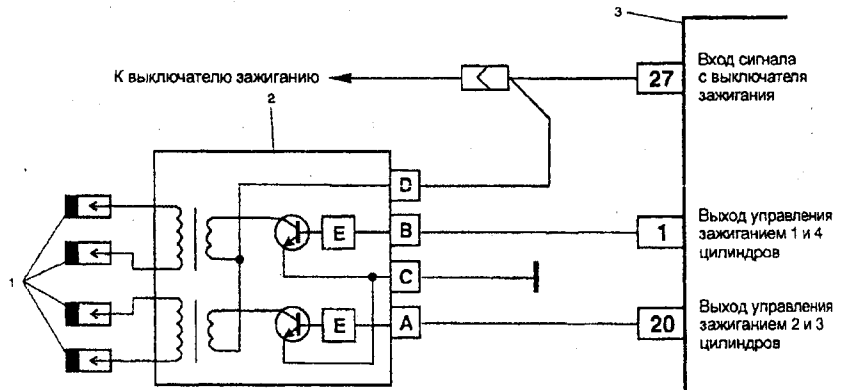 3
К выключателю зажиганию
27
Вход сигнала
с выключателя
зажигания
2
D
E
B
1
Выход управления
зажиганием 1 и 4
цилиндров
1
C
E
A
20
Выход управления
зажиганием 2 и 3
цилиндров